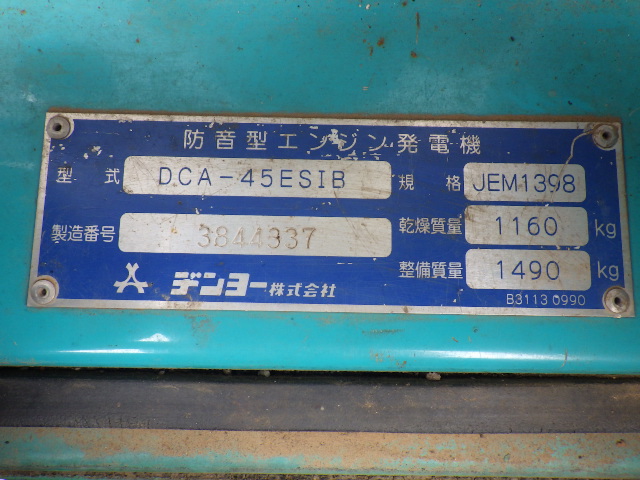 防音型エンジン発電機
型式 DCA-45ESIB 規格 JEM1398
製造番号 3844337 乾燥質量 1160 kg
整備質量 1490 kg
デンヨー株式会社
B3113 0990